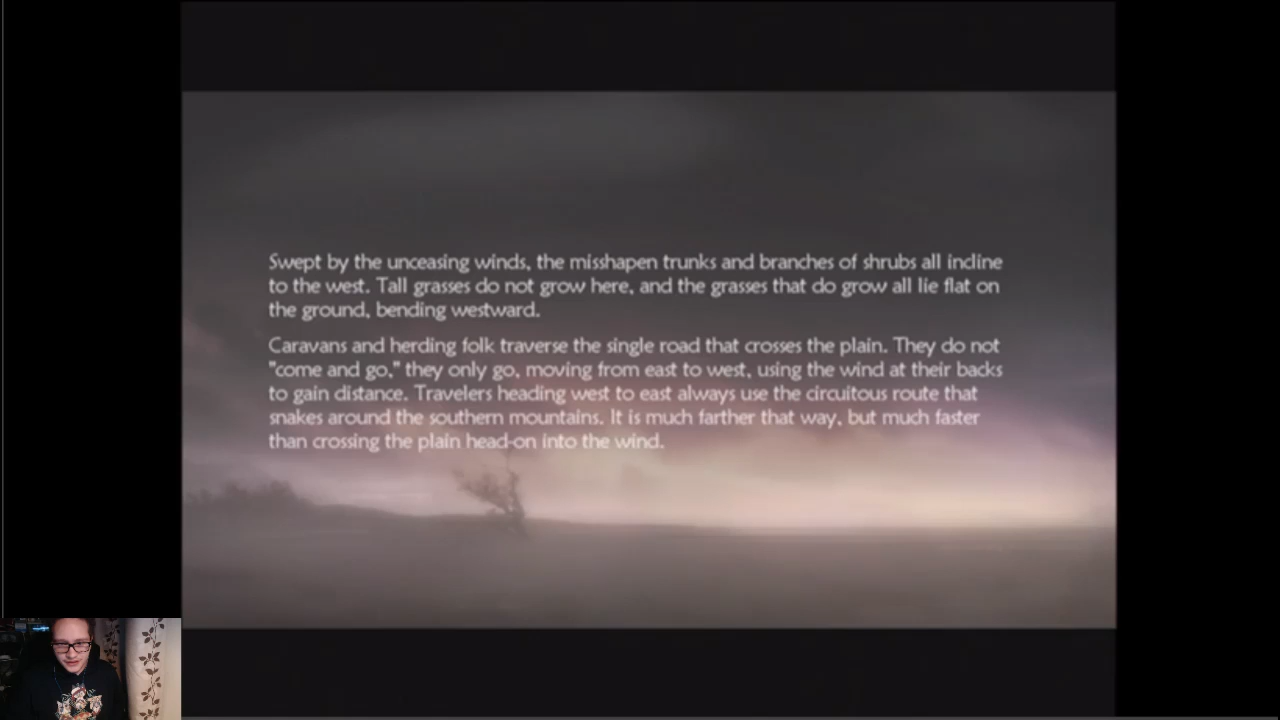 Swept by the unceasing winds, the misshapen trunks and branches of shrubs all incline
to the west. Tall grasses do not grow here, and the grasses that do grow all lie flat on
the ground, bending westward.
Caravans and herding folk traverse the single road that crosses the plain. They do not
"come and go," they only go, moving from east to west, using the wind at their backs
to gain distance. Travelers heading west to east always use the circuitous route that
snakes around the southern mountains. It is much farther that way, but much faster
than crossing the plain head-on into the wind.